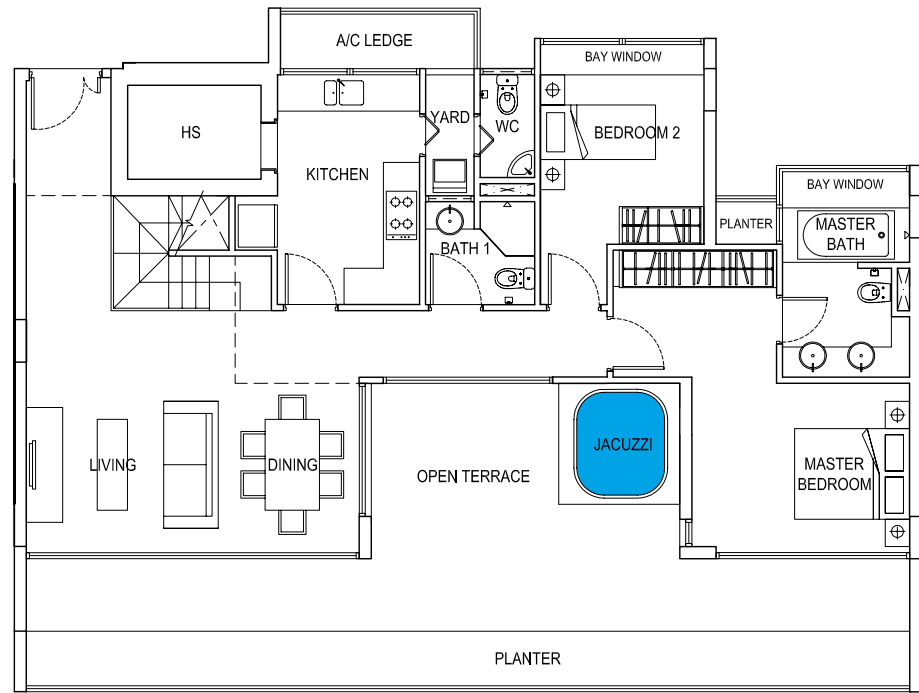 A/C LEDGE
BAY WINDOW
HS
YARD
WC
BEDROOM 2
KITCHEN
BAY WINDOW
PLANTER
MASTER
BATH
BATH 1
JACUZZI
LIVING
DINING
OPEN TERRACE
MASTER
BEDROOM
PLANTER